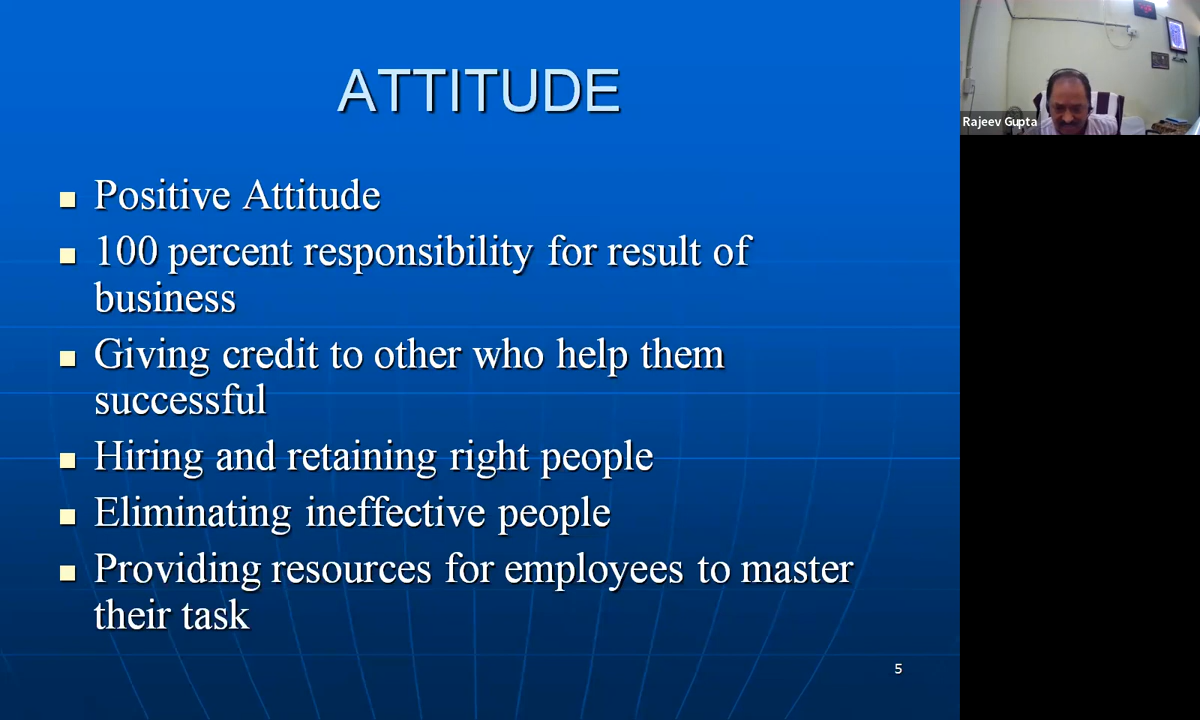 ATTITUDE
Positive Attitude
100 percent responsibility for result of
business
Giving credit to other who help them
successful
Hiring and retaining right people
Eliminating ineffective people
Providing resources for employees to master
their task
5
Rajeev Gupta